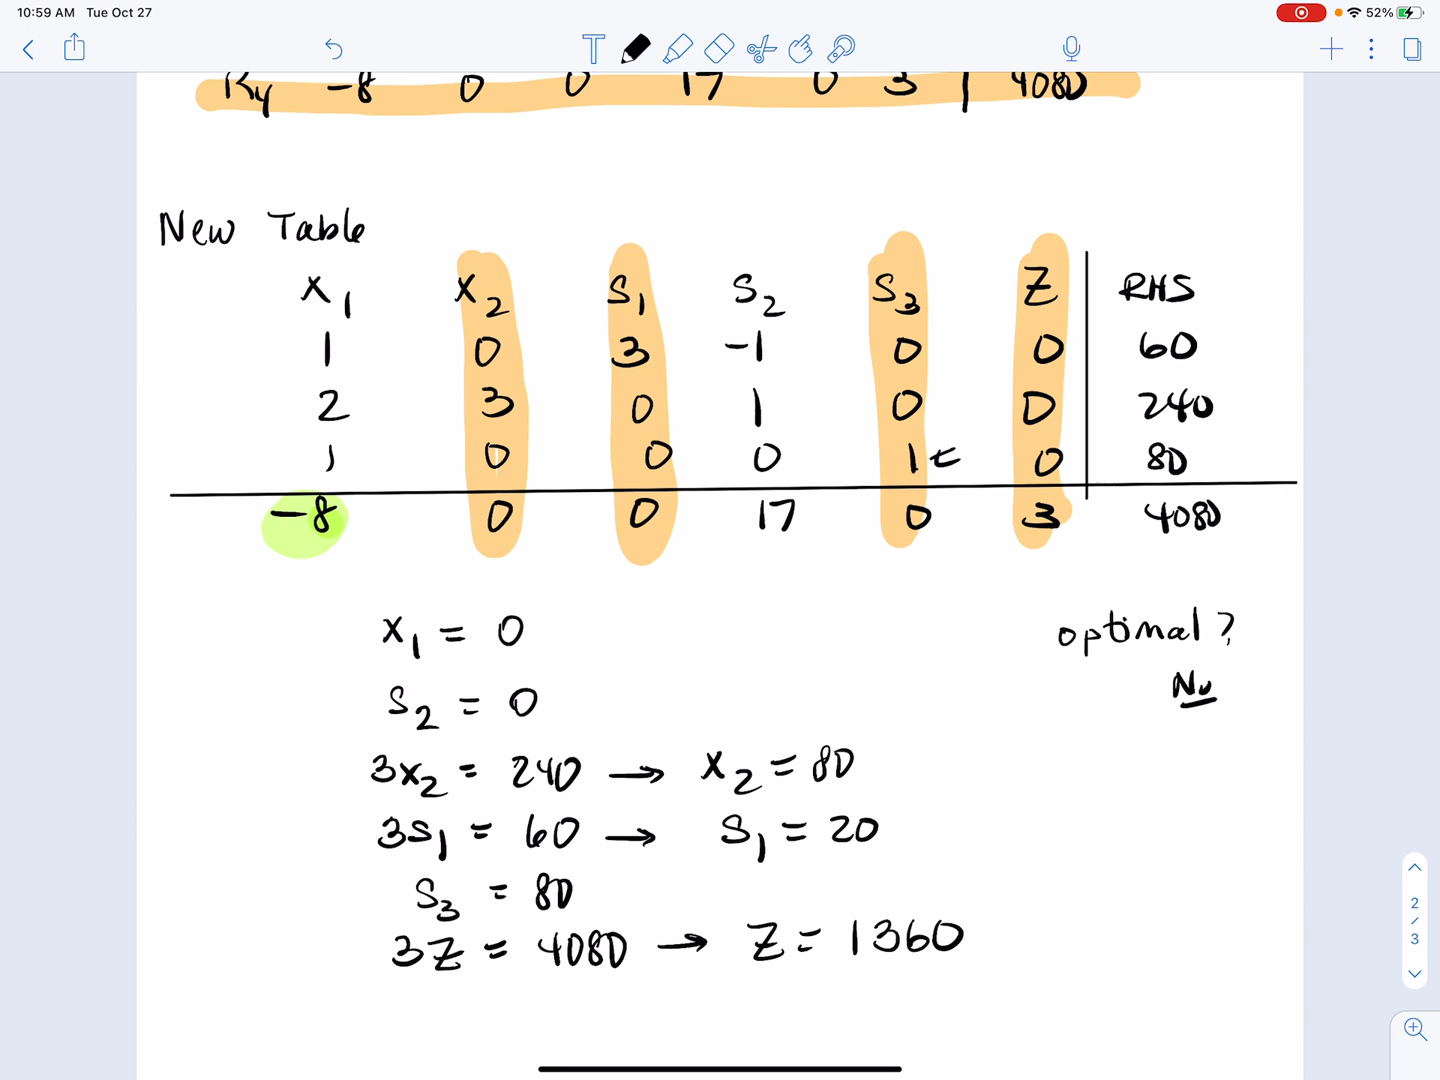 10:59 AM Tue Oct 27 52%
T
R4 -8 0 0 17 0 3 | 4080
New Table
x1 x2 s1 s2 s3 Z RHS
1 0 3 -1 0 0 60
2 3 0 1 0 0 240
1 0 0 0 1 ← 0 80
-8 0 0 17 0 3 4080
x1 = 0
optimal?
s2 = 0
No
3x2 = 240 → x2 = 80
3s1 = 60 → s1 = 20
s3 = 80
3Z = 4080 → Z = 1360
2
/
3